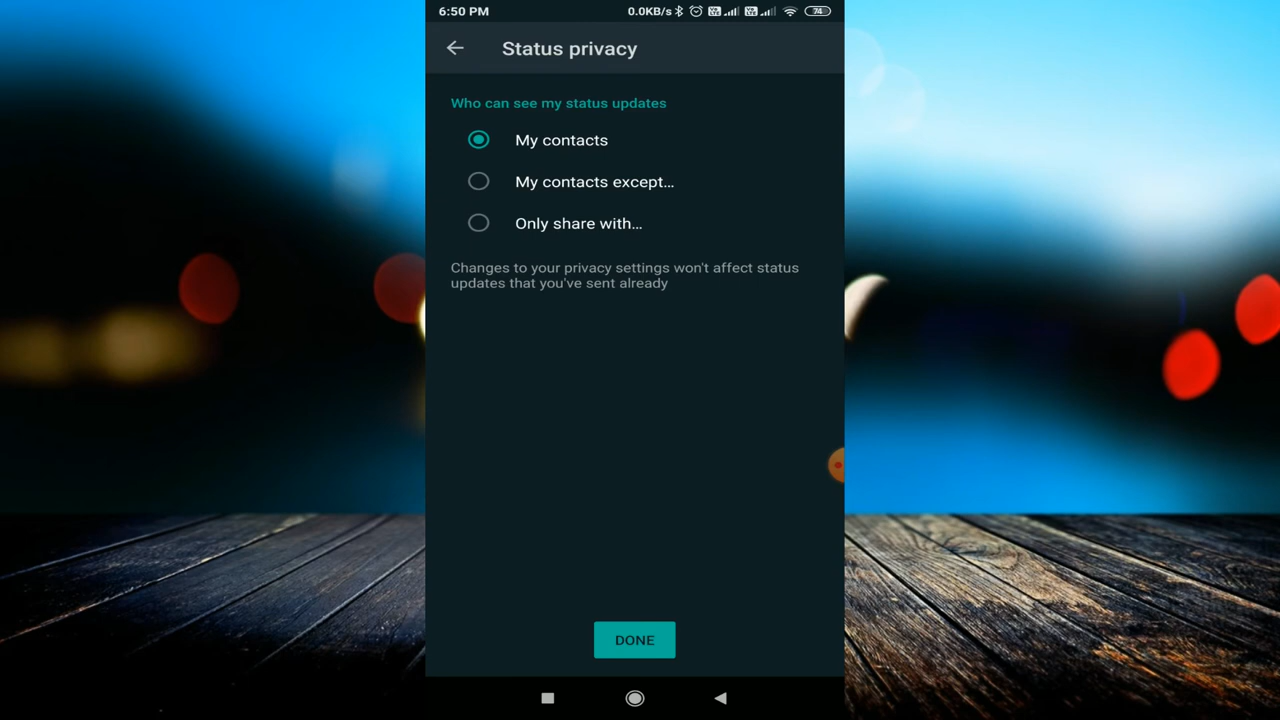 6:50 PM 0.0KB/s 74
Status privacy
Who can see my status updates
My contacts
My contacts except...
Only share with...
Changes to your privacy settings won't affect status
updates that you've sent already
DONE